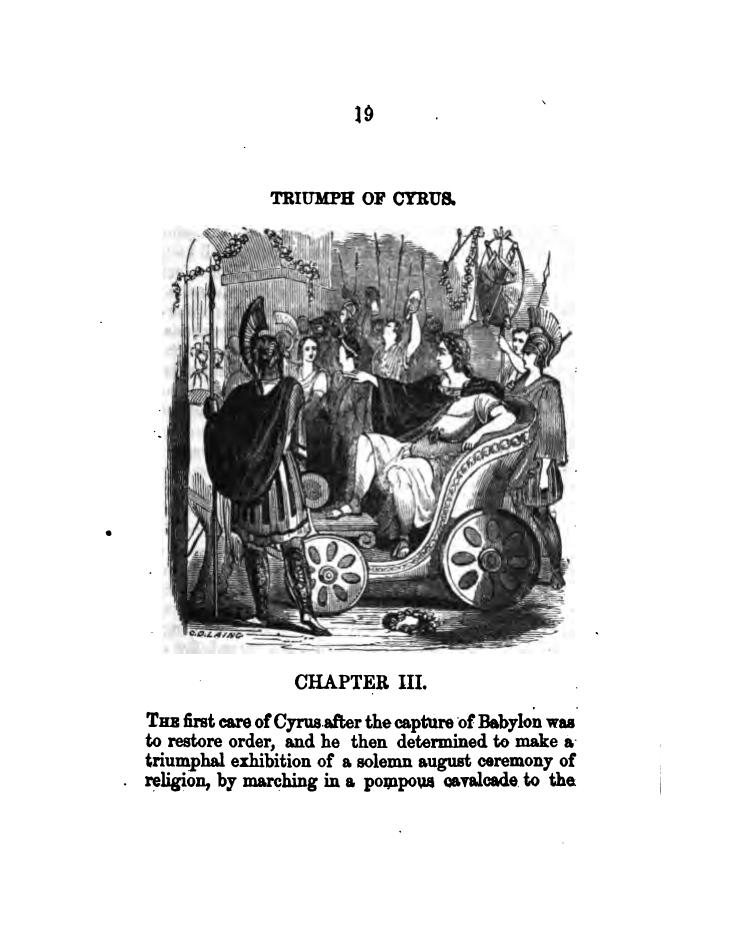 19
TRIUMPH OF CYRUS.
C.D.LAING
CHAPTER III.
THE first care of Cyrus after the capture of Babylon was
to restore order, and he then determined to make a
triumphal exhibition of a solemn august ceremony of
religion, by marching in a pompous cavalcade to the